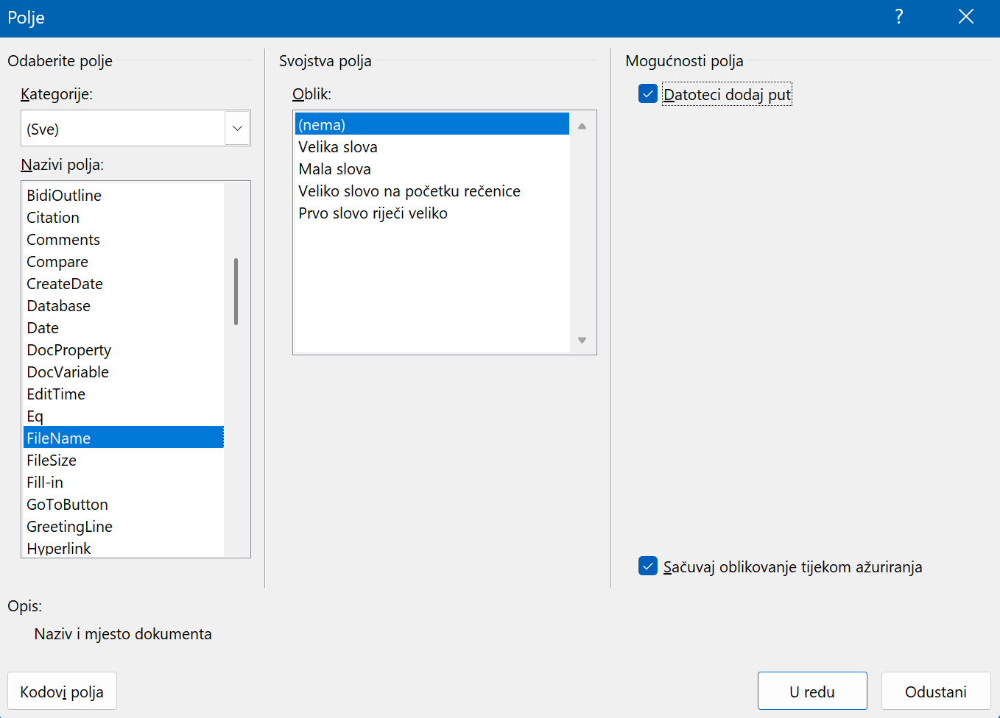 Polje
?
Odaberite polje
Kategorije:
(Sve)
Nazivi polja:
BidiOutline
Citation
Comments
Compare
CreateDate
Database
Date
DocProperty
DocVariable
EditTime
Eq
FileName
FileSize
Fill-in
GoToButton
GreetingLine
Hyperlink
Svojstva polja
Oblik:
(nema)
Velika slova
Mala slova
Veliko slovo na početku rečenice
Prvo slovo riječi veliko
Mogućnosti polja
Datoteci dodaj put
Sačuvaj oblikovanje tijekom ažuriranja
Opis:
Naziv i mjesto dokumenta
Kodovi polja
U redu
Odustani